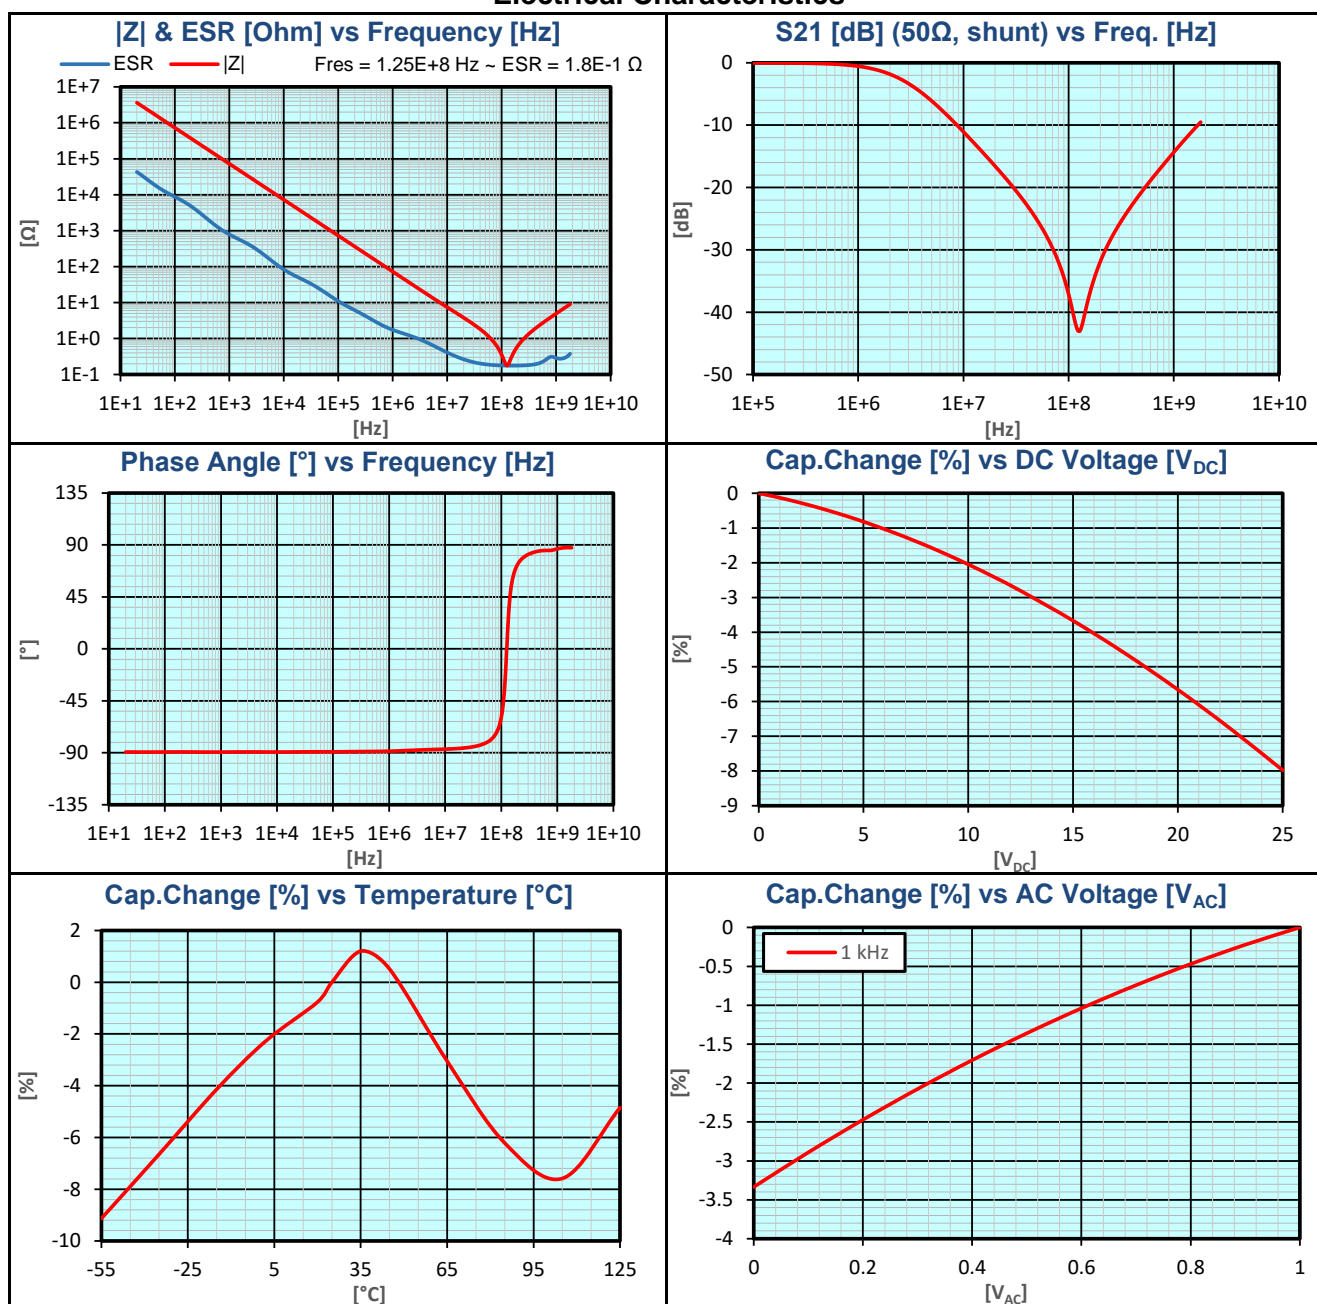 Electrical Characteristics
|Z| & ESR [Ohm] vs Frequency [Hz]
ESR |Z| Fres = 1.25E+8 Hz ~ ESR = 1.8E-1 Ω
1E+7
1E+6
1E+5
1E+4
1E+3
1E+2
1E+1
1E+0
1E-1
[Ω]
1E+1 1E+2 1E+3 1E+4 1E+5 1E+6 1E+7 1E+8 1E+9 1E+10
[Hz]
S21 [dB] (50Ω, shunt) vs Freq. [Hz]
0
-10
-20
-30
-40
-50
[dB]
1E+5 1E+6 1E+7 1E+8 1E+9 1E+10
[Hz]
Phase Angle [°] vs Frequency [Hz]
135
90
45
0
-45
-90
-135
[°]
1E+1 1E+2 1E+3 1E+4 1E+5 1E+6 1E+7 1E+8 1E+9 1E+10
[Hz]
Cap.Change [%] vs DC Voltage [VDC]
0
-1
-2
-3
-4
-5
-6
-7
-8
-9
[%]
0 5 10 15 20 25
[VDC]
Cap.Change [%] vs Temperature [°C]
2
0
-2
-4
-6
-8
-10
[%]
-55 -25 5 35 65 95 125
[°C]
Cap.Change [%] vs AC Voltage [VAC]
1 kHz
0
-0.5
-1
-1.5
-2
-2.5
-3
-3.5
-4
[%]
0 0.2 0.4 0.6 0.8 1
[VAC]